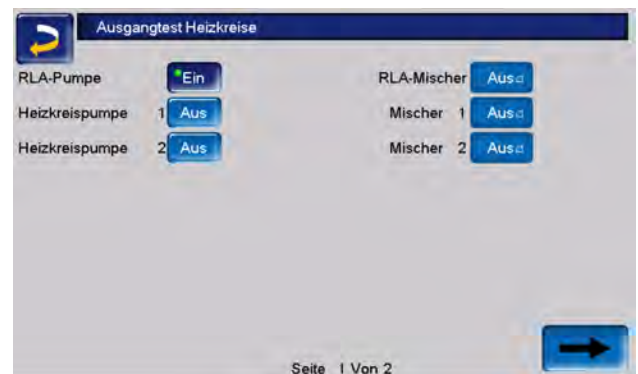 Ausgangtest Heizkreise
RLA-Pumpe Ein RLA-Mischer Aus
Heizkreispumpe 1 Aus Mischer 1 Aus
Heizkreispumpe 2 Aus Mischer 2 Aus
Seite 1 Von 2